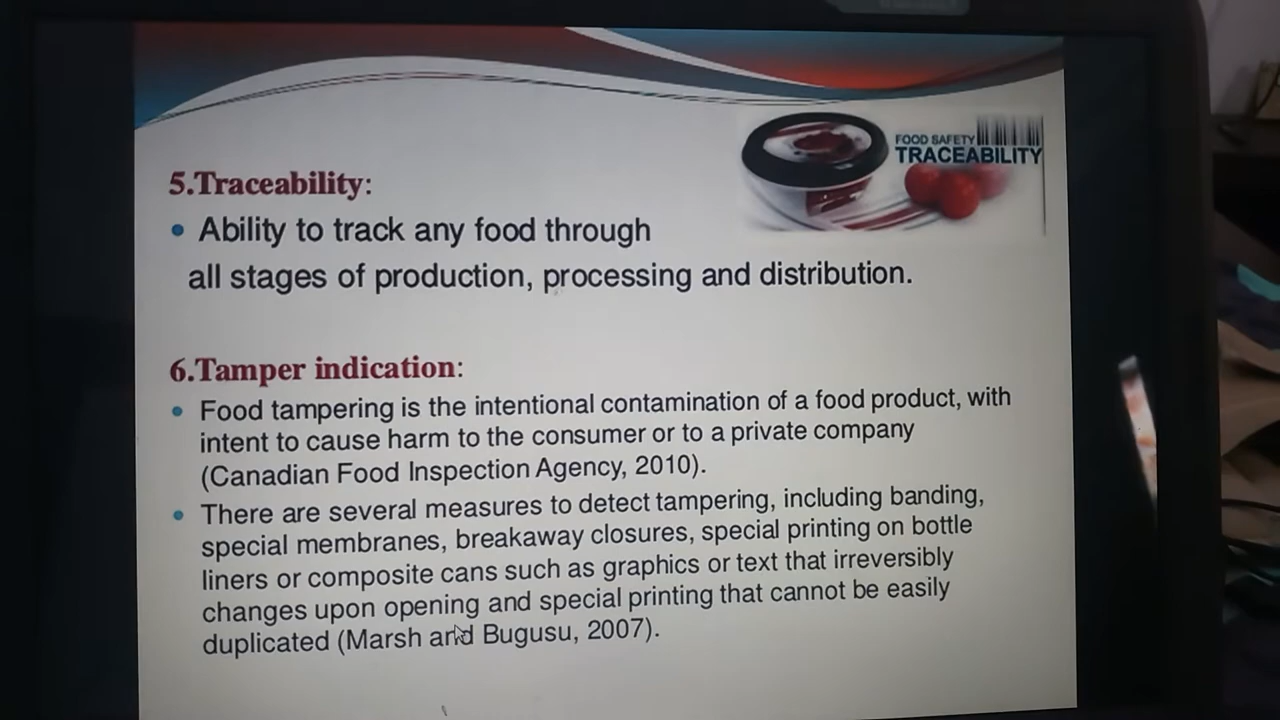 FOOD SAFETY
TRACEABILITY
5.Traceability:
• Ability to track any food through
all stages of production, processing and distribution.
6.Tamper indication:
• Food tampering is the intentional contamination of a food product, with
intent to cause harm to the consumer or to a private company
(Canadian Food Inspection Agency, 2010).
• There are several measures to detect tampering, including banding,
special membranes, breakaway closures, special printing on bottle
liners or composite cans such as graphics or text that irreversibly
changes upon opening and special printing that cannot be easily
duplicated (Marsh and Bugusu, 2007).